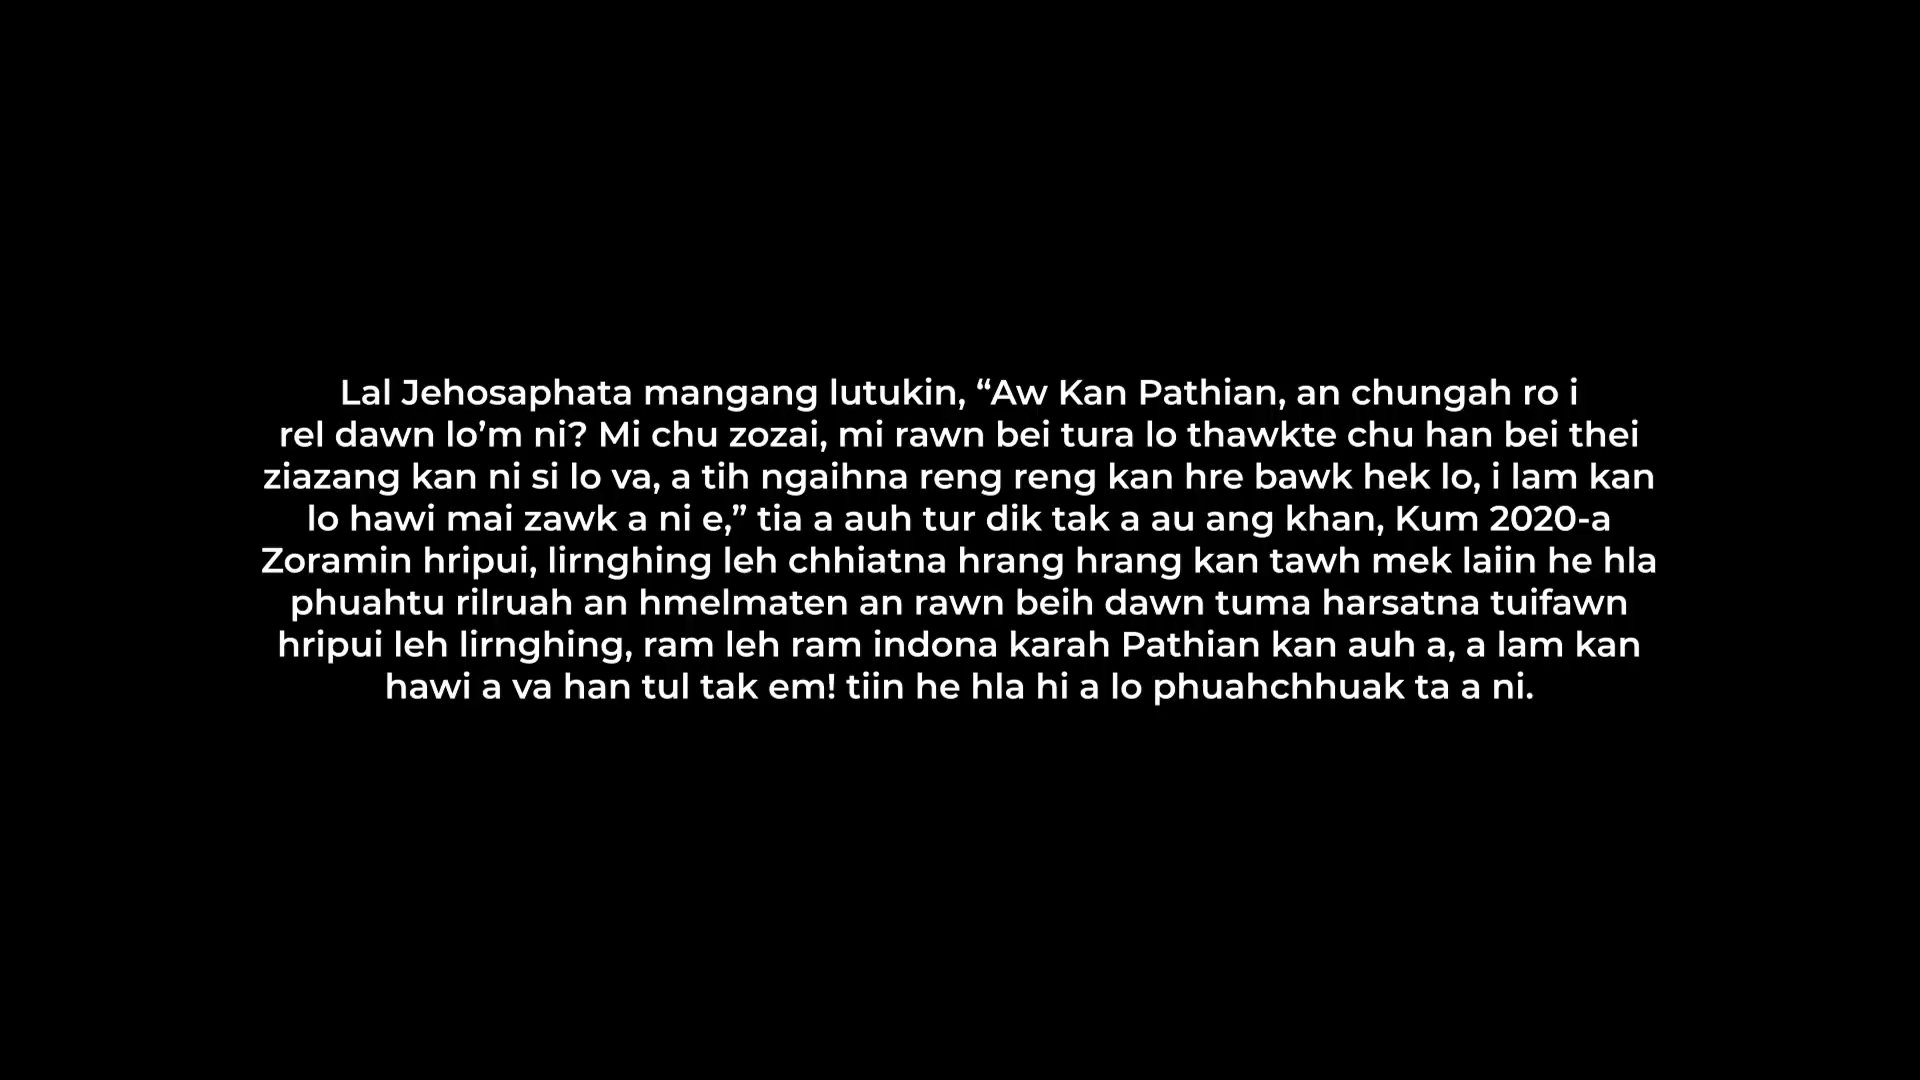 Lal Jehosaphata mangang lutukin, “Aw Kan Pathian, an chungah ro i
rel dawn lo’m ni? Mi chu zozai, mi rawn bei tura lo thawkte chu han bei thei
ziazang kan ni si lo va, a tih ngaihna reng reng kan hre bawk hek lo, i lam kan
lo hawi mai zawk a ni e,” tia a auh tur dik tak a au ang khan, Kum 2020-a
Zoramin hripui, lirnghing leh chhiatna hrang hrang kan tawh mek laiin he hla
phuahtu rilruah an hmelmaten an rawn beih dawn tuma harsatna tuifawn
hripui leh lirnghing, ram leh ram indona karah Pathian kan auh a, a lam kan
hawi a va han tul tak em! tiin he hla hi a lo phuahchhuak ta a ni.